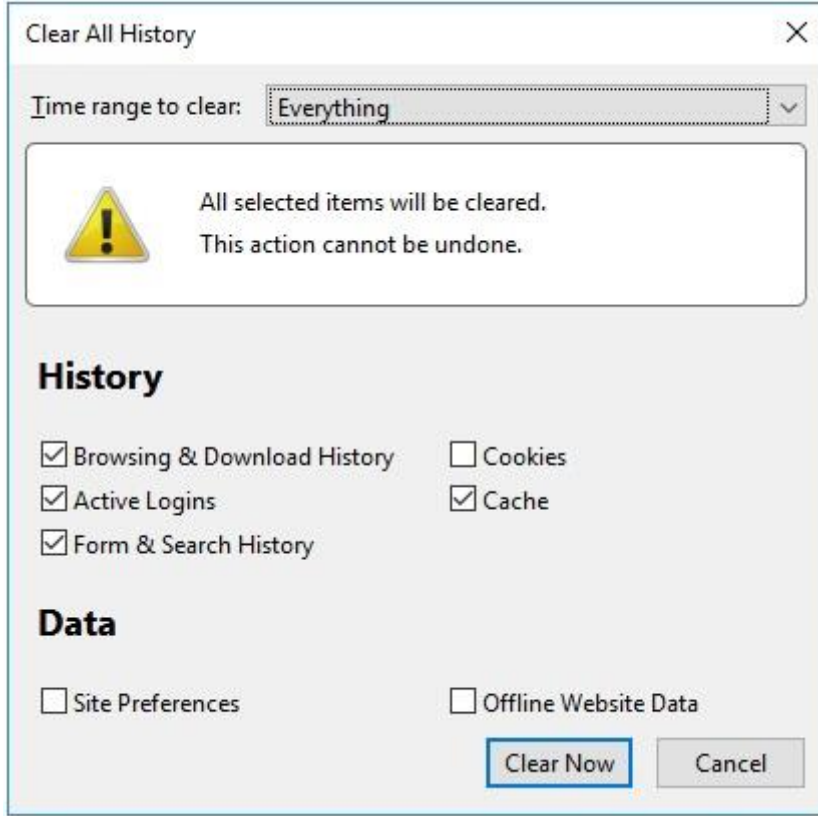 Clear All History
Time range to clear: Everything
All selected items will be cleared.
This action cannot be undone.
History
Browsing & Download History Cookies
Active Logins Cache
Form & Search History
Data
Site Preferences Offline Website Data
Clear Now Cancel